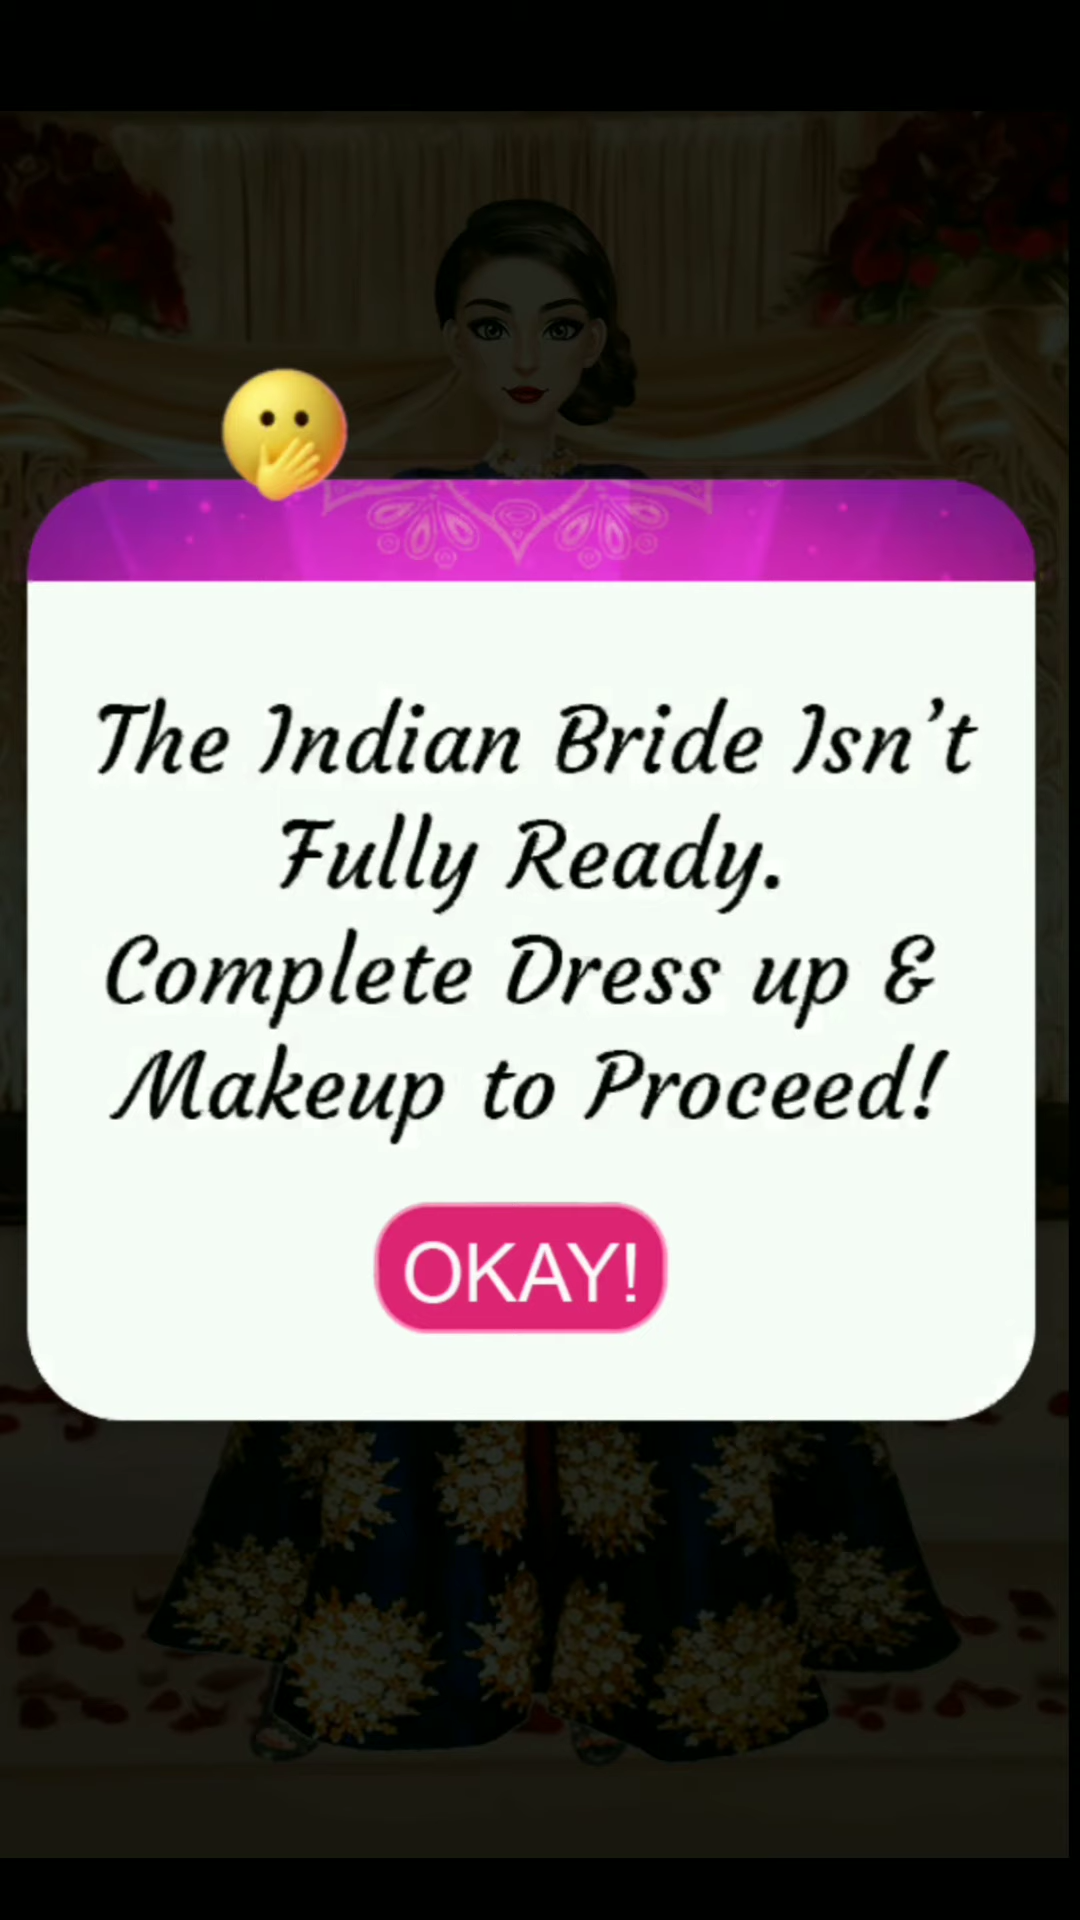 The Indian Bride Isn't
Fully Ready.
Complete Dress up &
Makeup to Proceed!
OKAY!